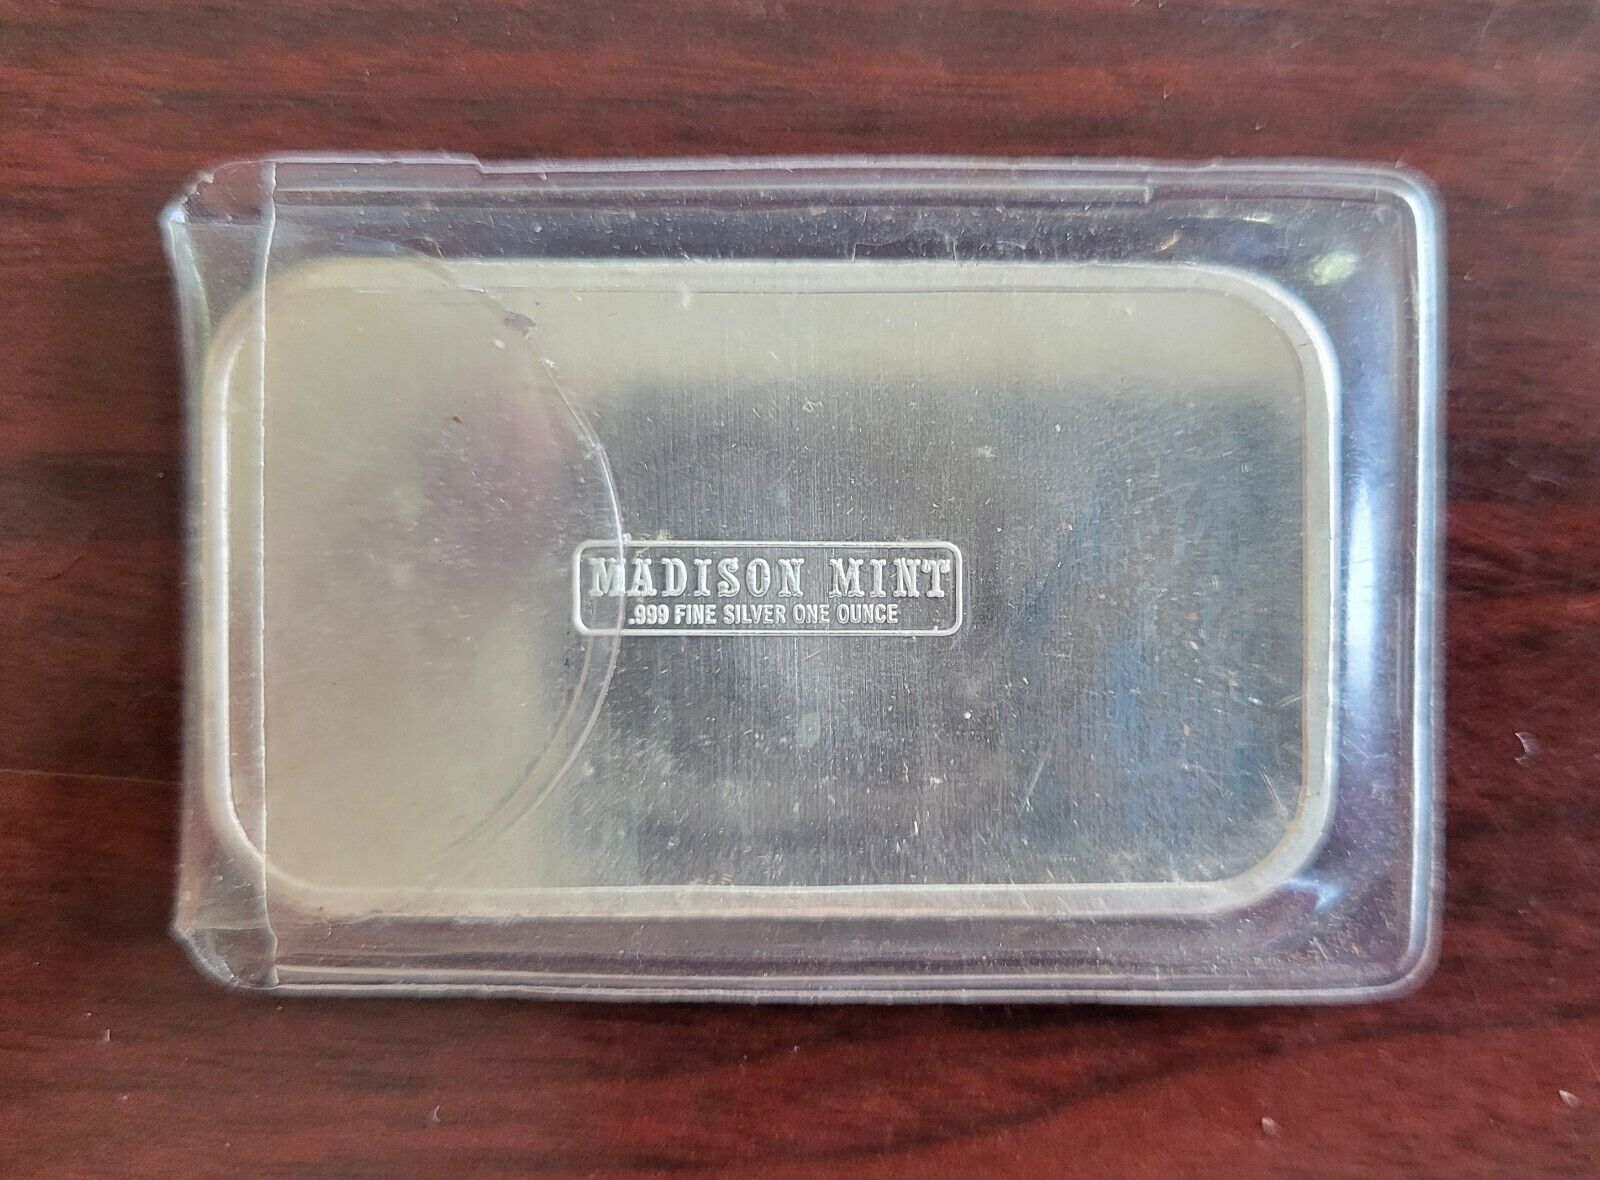 MADISON MINT
.999 FINE SILVER ONE OUNCE